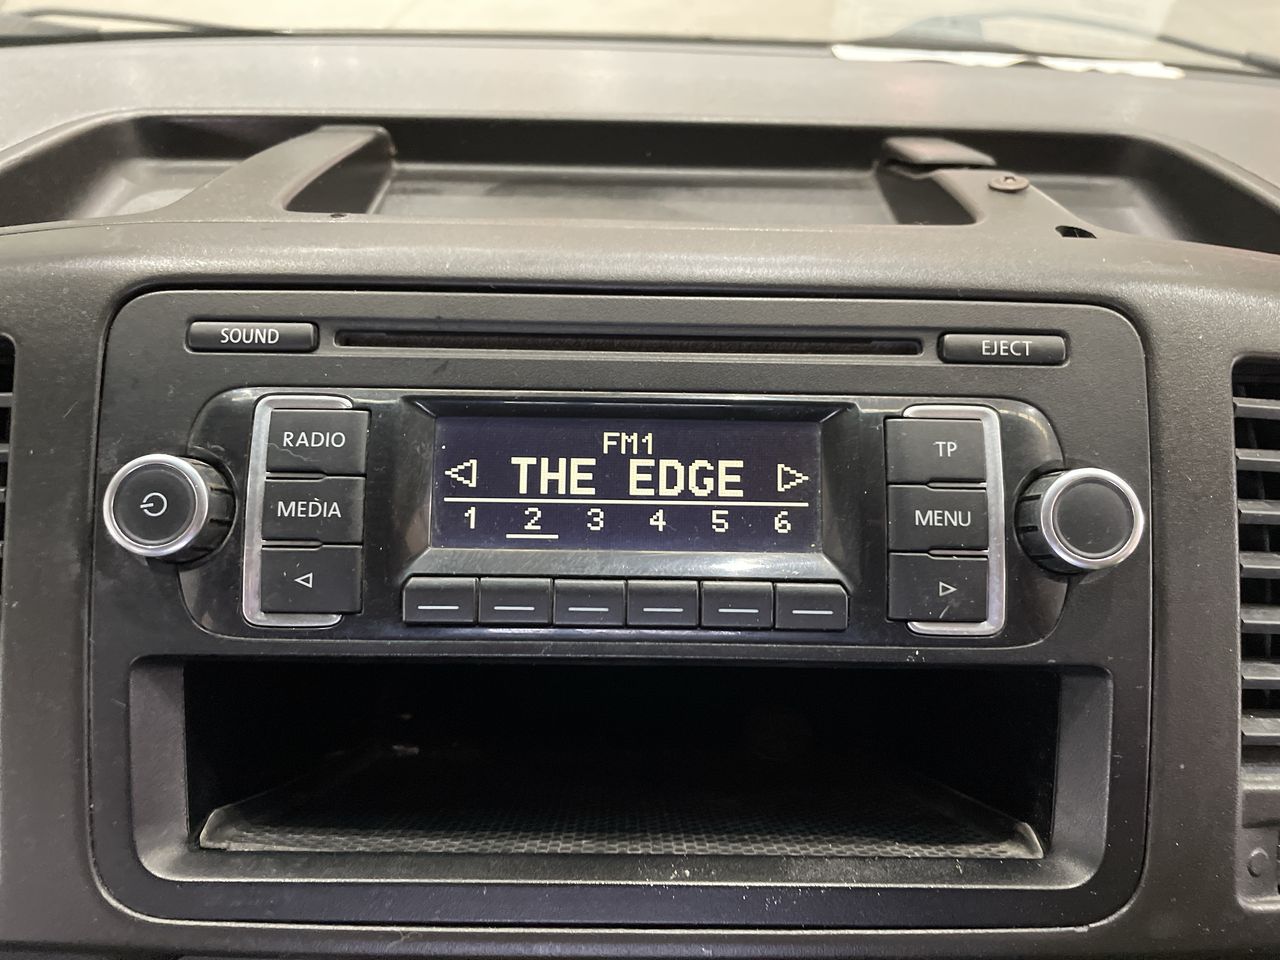 SOUND
EJECT
RADIO
MEDIA
FM1
THE EDGE
1 2 3 4 5 6
TP
MENU